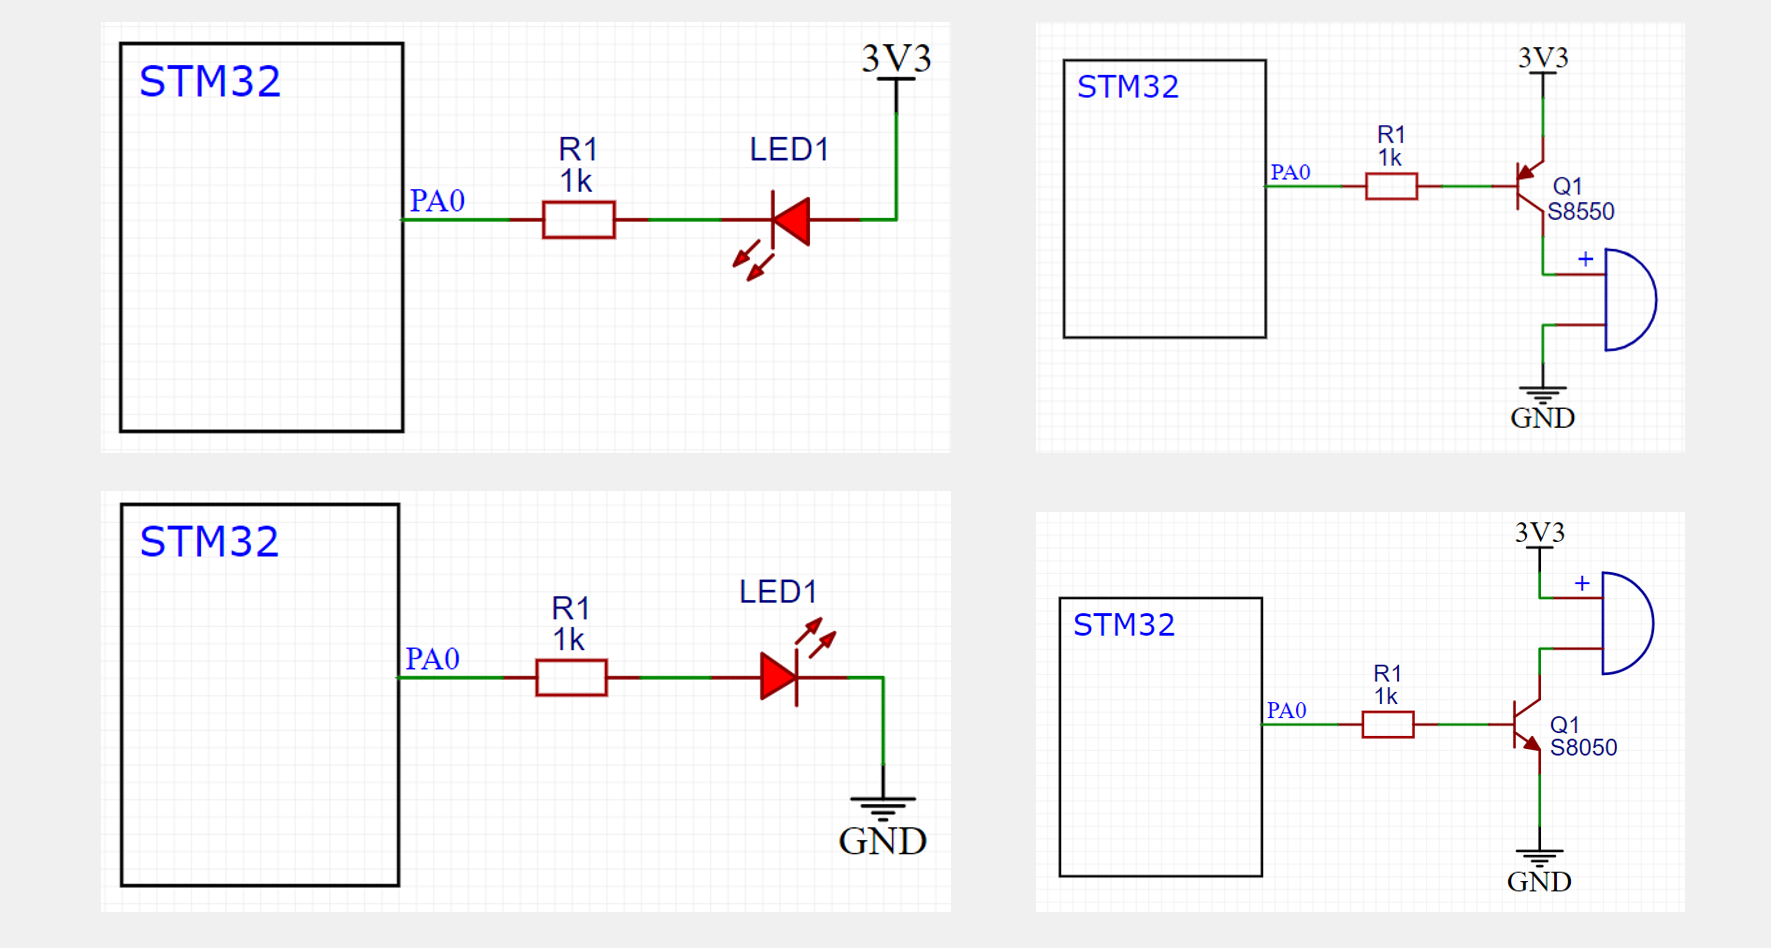 STM32
PA0
R1
1k
LED1
3V3
STM32
PA0
R1
1k
3V3
Q1
S8550
+
GND
STM32
PA0
R1
1k
LED1
GND
STM32
PA0
R1
1k
3V3
+
Q1
S8050
GND